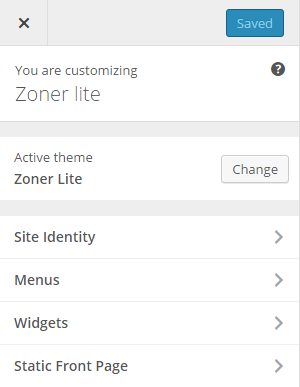 Saved
You are customizing
Zoner lite
Active theme
Zoner Lite
Change
Site Identity
Menus
Widgets
Static Front Page